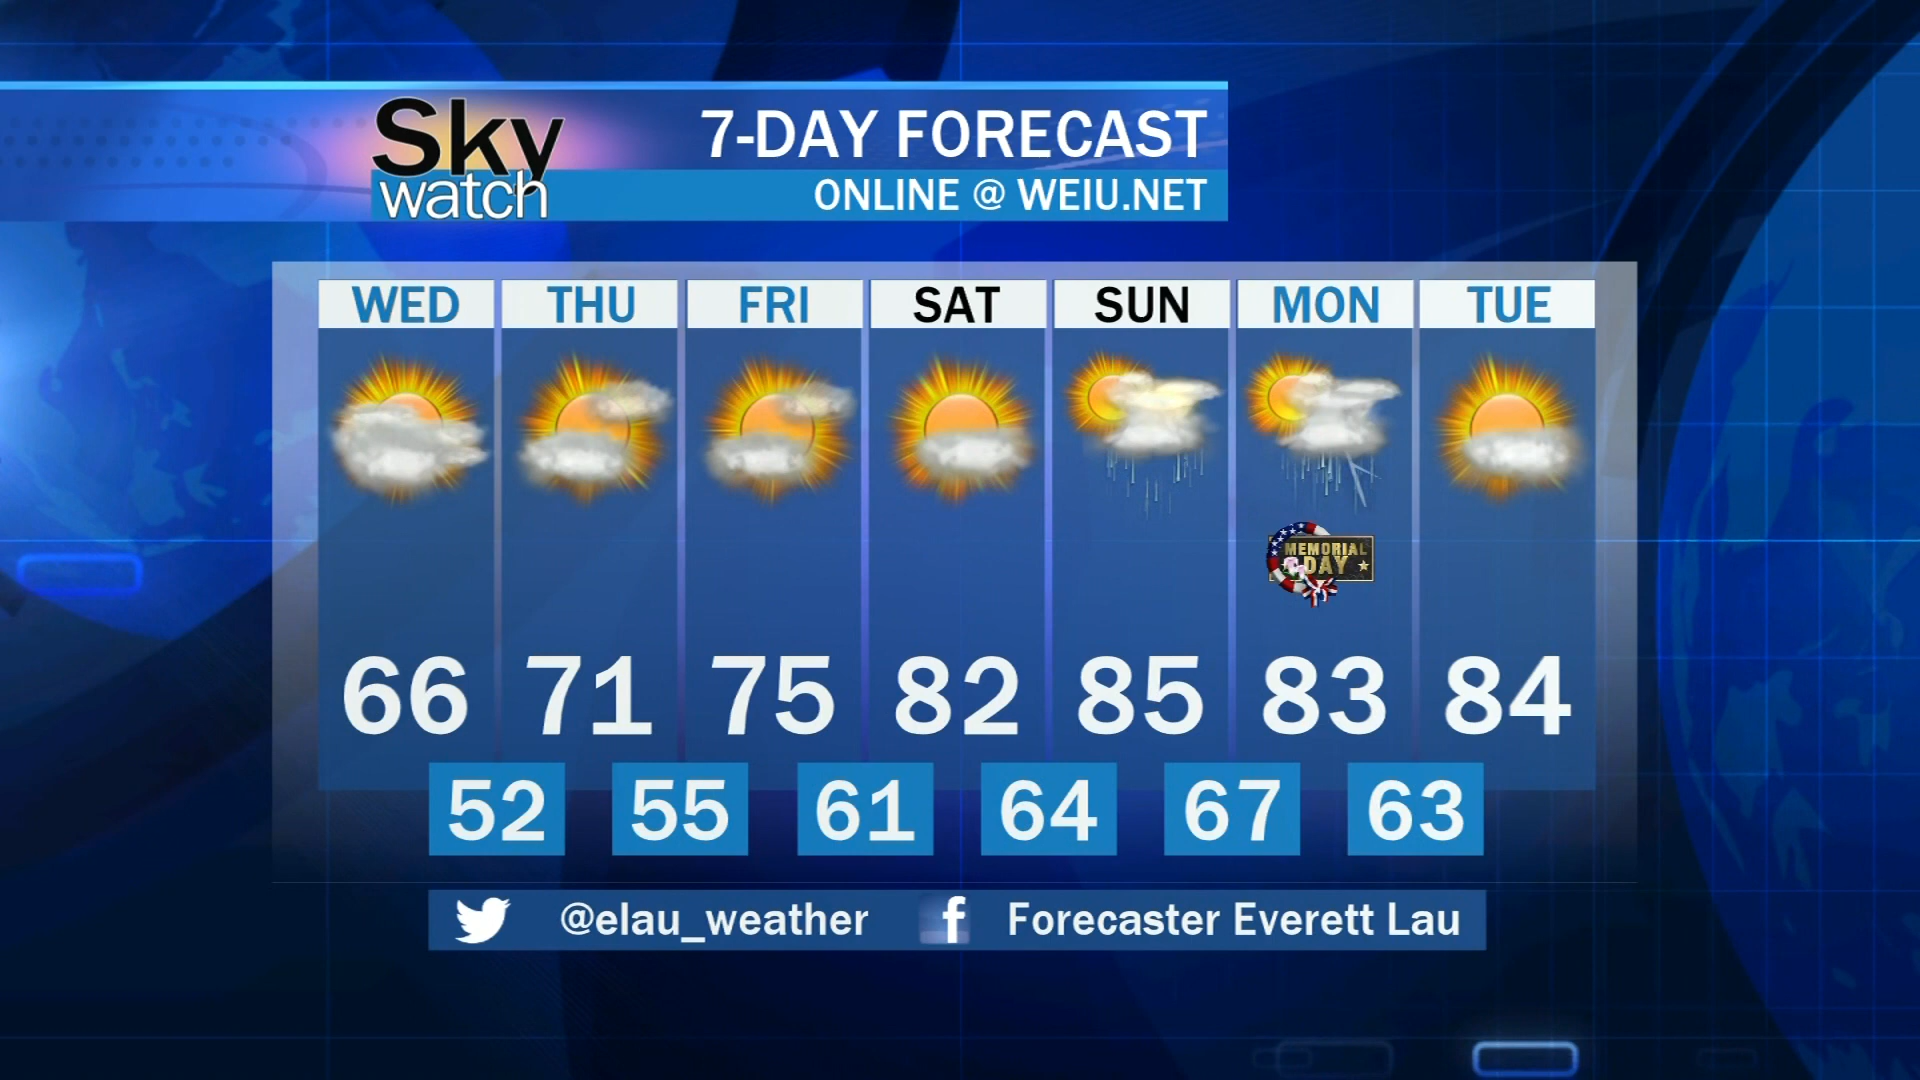 Sky
watch
7-DAY FORECAST
ONLINE @ WEIU.NET
WED THU FRI SAT SUN MON TUE
MEMORIAL
DAY
66 71 75 82 85 83 84
52 55 61 64 67 63
@elau_weather f Forecaster Everett Lau